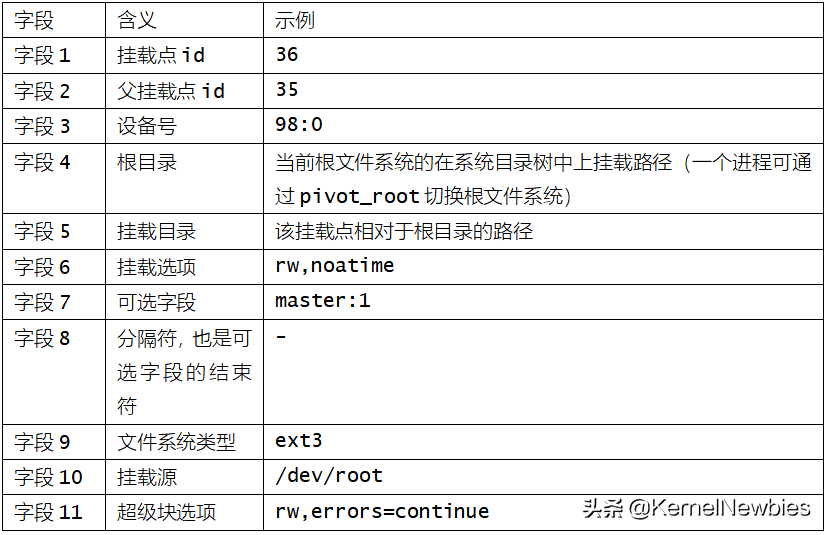 字段 含义 示例
字段 1 挂载点 id 36
字段 2 父挂载点 id 35
字段 3 设备号 98:0
字段 4 根目录 当前根文件系统的在系统目录树中上挂载路径（一个进程可通
过 pivot_root 切换根文件系统）
字段 5 挂载目录 该挂载点相对于根目录的路径
字段 6 挂载选项 rw,noatime
字段 7 可选字段 master:1
字段 8 分隔符，也是可 -
选字段的结束
符
字段 9 文件系统类型 ext3
字段 10 挂载源 /dev/root
字段 11 超级块选项 rw,errors=continue
头条 @KernelNewbies